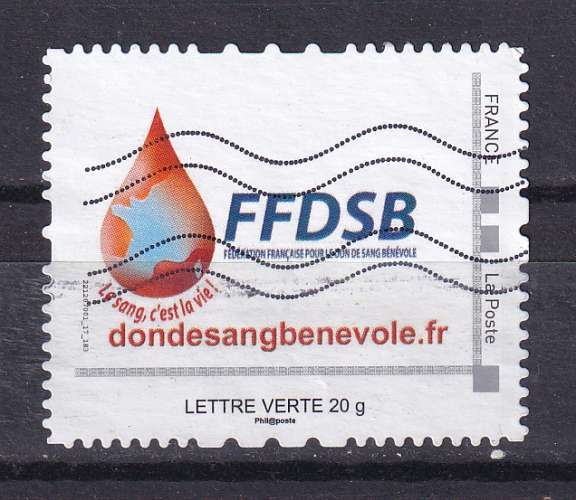 FRANCE
FFDSB
FÉDÉRATION FRANÇAISE POUR LE DON DE SANG BÉNÉVOLE
Le sang, c'est la vie !
La Poste
dondesangbenevole.fr
LETTRE VERTE 20 g
Phil@poste